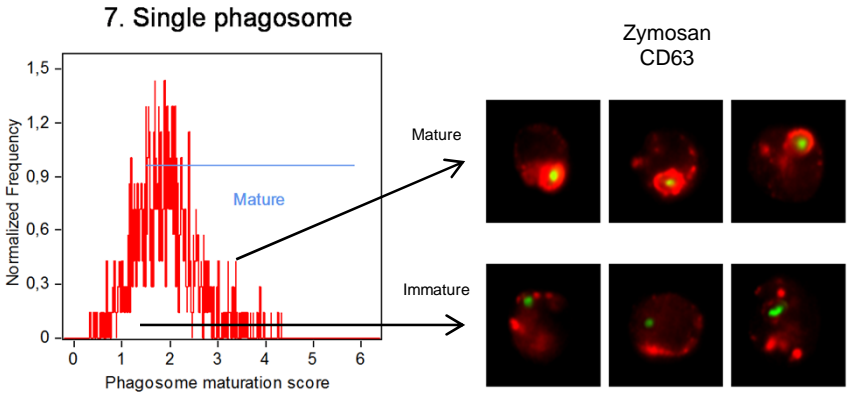 7. Single phagosome
Zymosan
CD63
1,5
1,2
0,9
0,6
0,3
0
Normalized Frequency
Mature
0 1 2 3 4 5 6
Phagosome maturation score
Mature
Immature